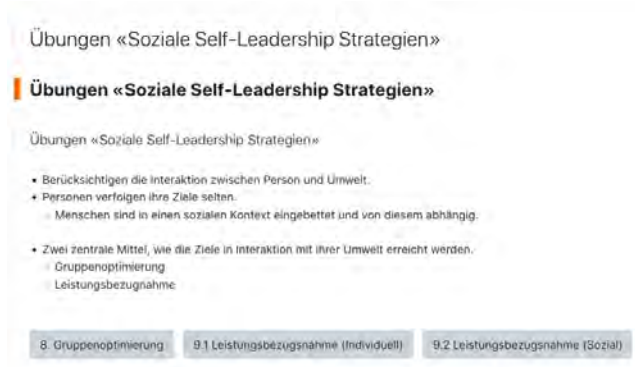 Übungen «Soziale Self-Leadership Strategien»
Übungen «Soziale Self-Leadership Strategien»
Übungen «Soziale Self-Leadership Strategien»
• Berücksichtigen die Interaktion zwischen Person und Umwelt.
• Personen verfolgen ihre Ziele selten.
Menschen sind in einen sozialen Kontext eingebettet und von diesem abhängig.
• Zwei zentrale Mittel, wie die Ziele in Interaktion mit ihrer Umwelt erreicht werden.
Gruppenoptimierung
Leistungsbezugnahme
8. Gruppenoptimierung 9.1 Leistungsbezugsnahme (Individuell) 9.2 Leistungsbezugsnahme (Sozial)